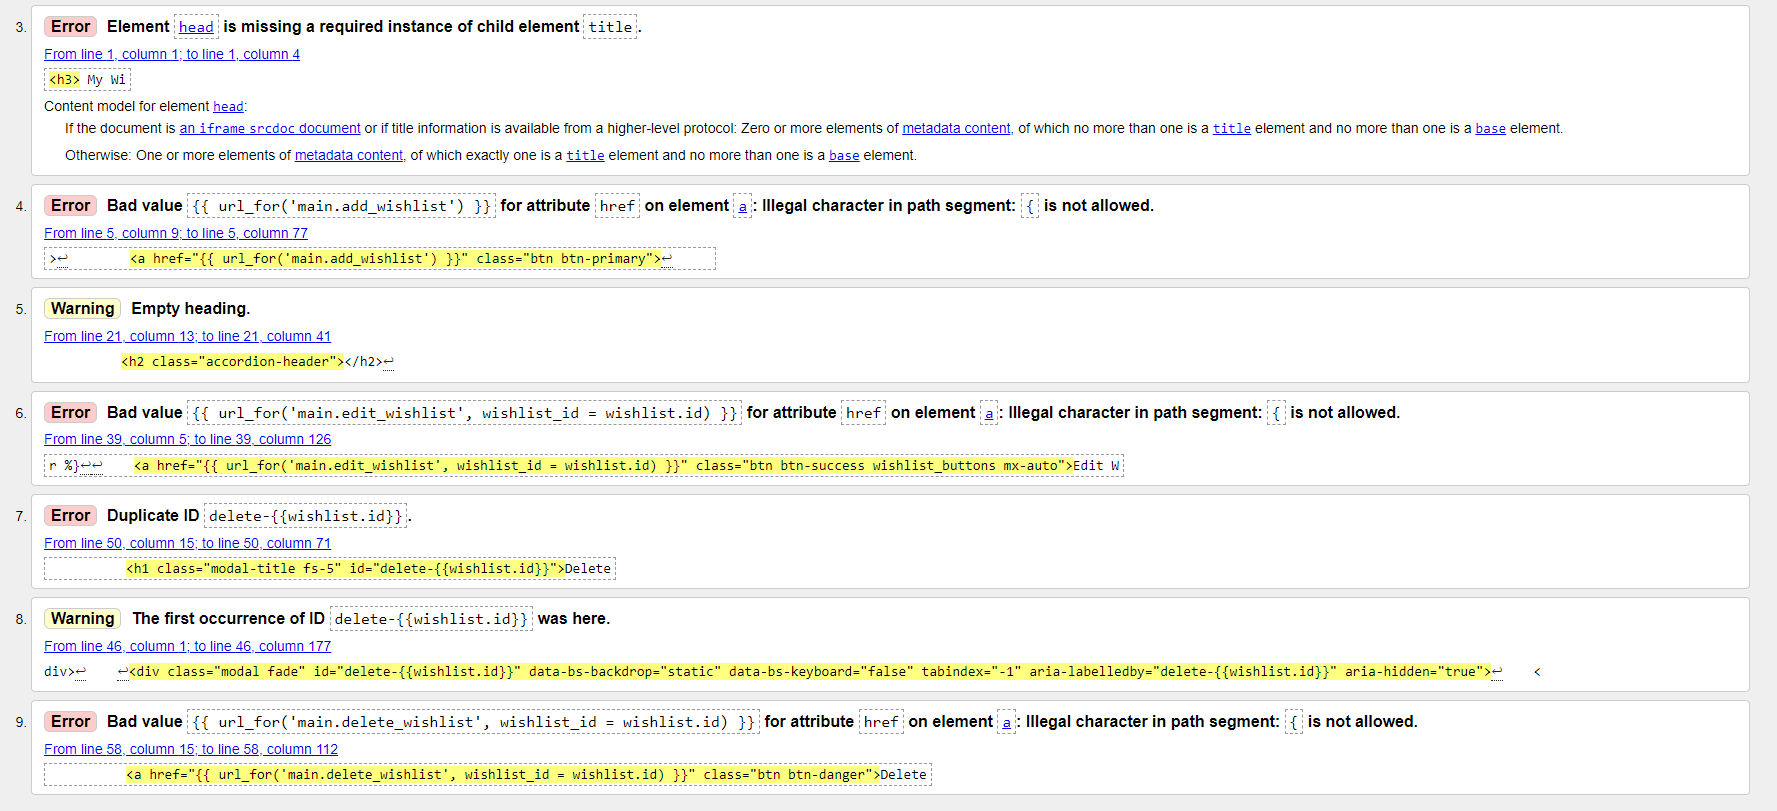 3. Error Element head is missing a required instance of child element title.
From line 1, column 1; to line 1, column 4
<h3> My Wi
Content model for element head:
If the document is an iframe srcdoc document or if title information is available from a higher-level protocol: Zero or more elements of metadata content, of which no more than one is a title element and no more than one is a base element.
Otherwise: One or more elements of metadata content, of which exactly one is a title element and no more than one is a base element.
4. Error Bad value {{ url_for('main.add_wishlist') }} for attribute href on element a: Illegal character in path segment: { is not allowed.
From line 5, column 9; to line 5, column 77
>↩ <a href="{{ url_for('main.add_wishlist') }}" class="btn btn-primary">↩
5. Warning Empty heading.
From line 21, column 13; to line 21, column 41
<h2 class="accordion-header"></h2>↩
6. Error Bad value {{ url_for('main.edit_wishlist', wishlist_id = wishlist.id) }} for attribute href on element a: Illegal character in path segment: { is not allowed.
From line 39, column 5; to line 39, column 126
r %}↩↩ <a href="{{ url_for('main.edit_wishlist', wishlist_id = wishlist.id) }}" class="btn btn-success wishlist_buttons mx-auto">Edit W
7. Error Duplicate ID delete-{{wishlist.id}}.
From line 50, column 15; to line 50, column 71
<h1 class="modal-title fs-5" id="delete-{{wishlist.id}}">Delete
8. Warning The first occurrence of ID delete-{{wishlist.id}} was here.
From line 46, column 1; to line 46, column 177
div>↩ ↩<div class="modal fade" id="delete-{{wishlist.id}}" data-bs-backdrop="static" data-bs-keyboard="false" tabindex="-1" aria-labelledby="delete-{{wishlist.id}}" aria-hidden="true">↩ <
9. Error Bad value {{ url_for('main.delete_wishlist', wishlist_id = wishlist.id) }} for attribute href on element a: Illegal character in path segment: { is not allowed.
From line 58, column 15; to line 58, column 112
<a href="{{ url_for('main.delete_wishlist', wishlist_id = wishlist.id) }}" class="btn btn-danger">Delete